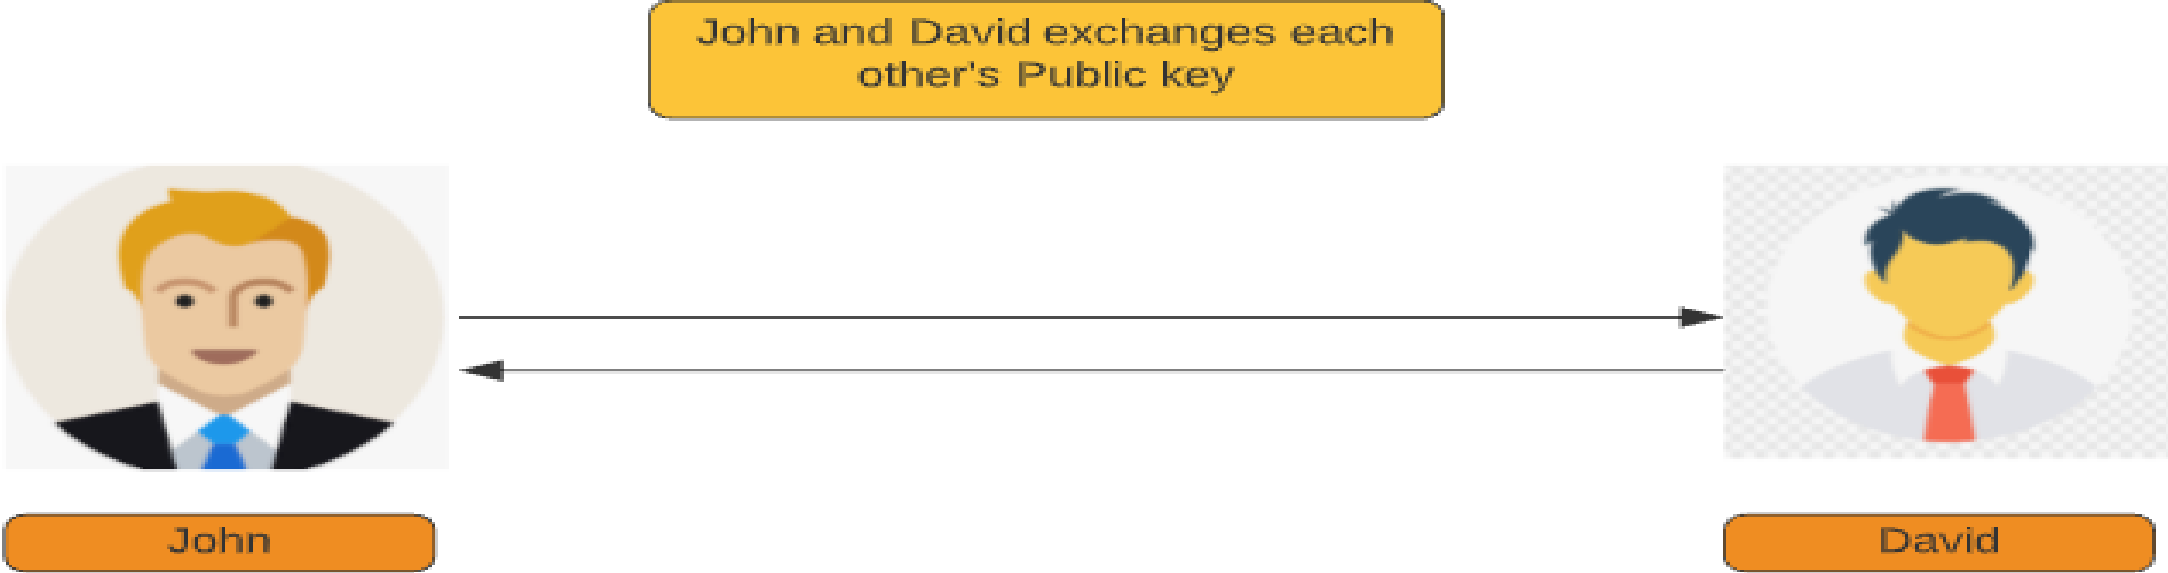 John and David exchanges each
other's Public key
John
David